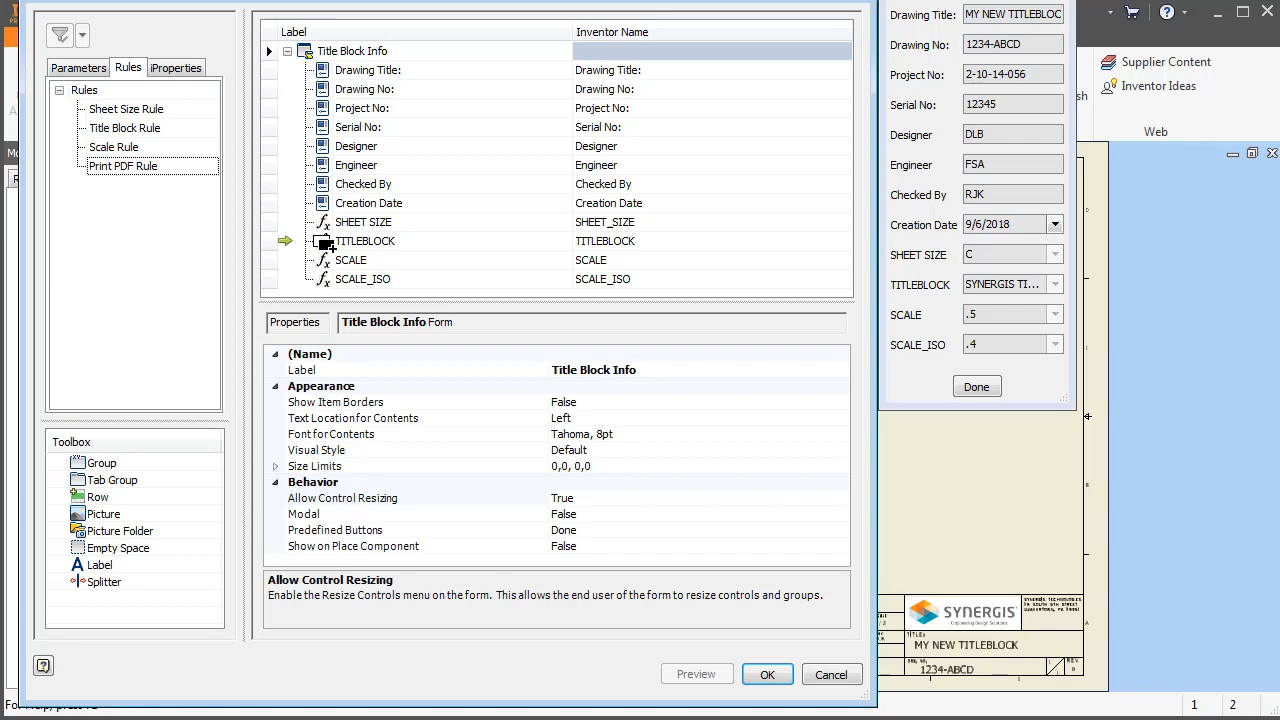 Parameters Rules iProperties
Rules
Sheet Size Rule
Title Block Rule
Scale Rule
Print PDF Rule
Toolbox
Group
Tab Group
Row
Picture
Picture Folder
Empty Space
A Label
Splitter
Label Inventor Name
Title Block Info
Drawing Title: Drawing Title:
Drawing No: Drawing No:
Project No: Project No:
Serial No: Serial No:
Designer Designer
Engineer Engineer
Checked By Checked By
Creation Date Creation Date
fx SHEET SIZE SHEET_SIZE
TITLEBLOCK TITLEBLOCK
fx SCALE SCALE
fx SCALE_ISO SCALE_ISO
Properties Title Block Info Form
(Name)
Label Title Block Info
Appearance
Show Item Borders False
Text Location for Contents Left
Font for Contents Tahoma, 8pt
Visual Style Default
Size Limits 0,0, 0,0
Behavior
Allow Control Resizing True
Modal False
Predefined Buttons Done
Show on Place Component False
Allow Control Resizing
Enable the Resize Controls menu on the form. This allows the end user of the form to resize controls and groups.
Preview OK Cancel
Drawing Title: MY NEW TITLEBLOC
Drawing No: 1234-ABCD
Project No: 2-10-14-056
Serial No: 12345
Designer DLB
Engineer FSA
Checked By RJK
Creation Date 9/6/2018
SHEET SIZE C
TITLEBLOCK SYNERGIS TI...
SCALE .5
SCALE_ISO .4
Done
Supplier Content
Inventor Ideas
Web
SYNERGIS
Engineering Design Solutions
TITLE
MY NEW TITLEBLOCK
1234-ABCD
REV
1 2